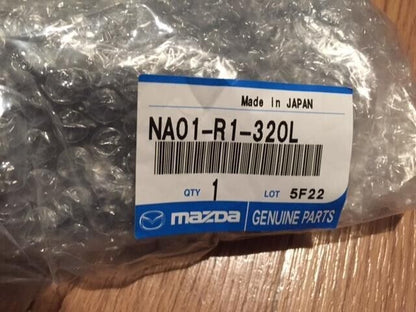 Made In JAPAN
NA01-R1-320L
QTY 1 LOT 5F22
mazda GENUINE PARTS